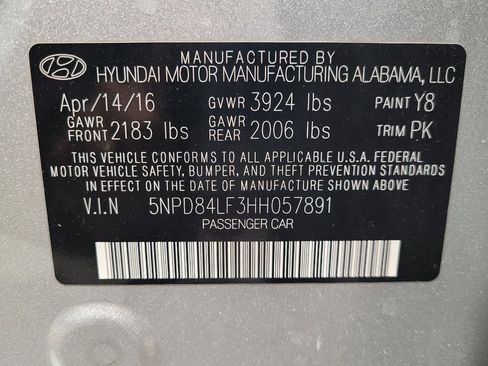 MANUFACTURED BY
HYUNDAI MOTOR MANUFACTURING ALABAMA, LLC
Apr/14/16 GVWR 3924 lbs PAINT Y8
GAWR FRONT 2183 lbs GAWR REAR 2006 lbs TRIM PK
THIS VEHICLE CONFORMS TO ALL APPLICABLE U.S.A. FEDERAL
MOTOR VEHICLE SAFETY, BUMPER, AND THEFT PREVENTION STANDARDS
IN EFFECT ON THE DATE OF MANUFACTURE SHOWN ABOVE
V.I.N 5NPD84LF3HH057891
PASSENGER CAR